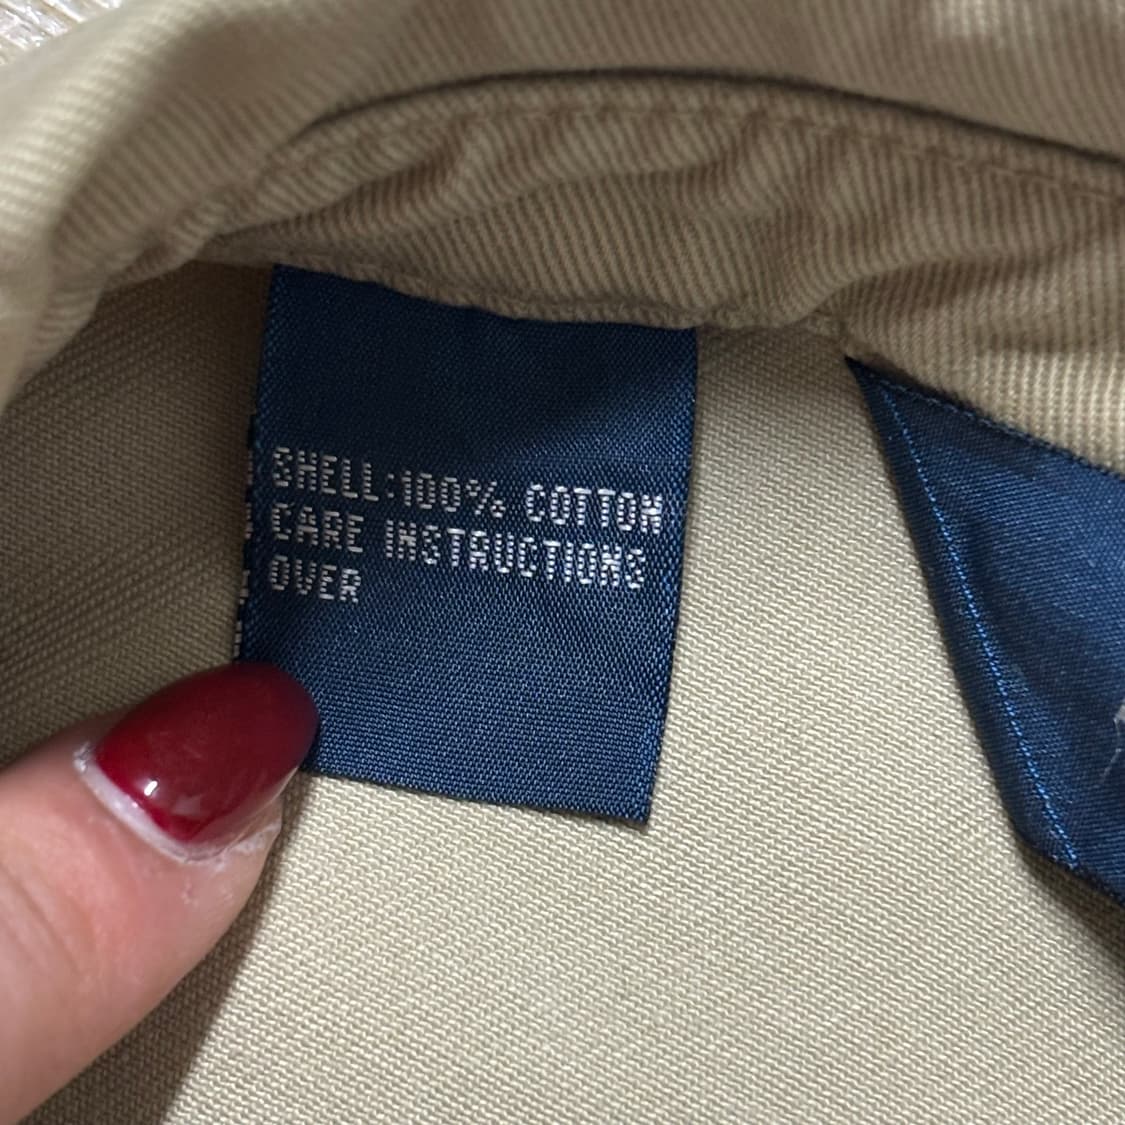 SHELL:100% COTTON
CARE INSTRUCTIONS
OVER